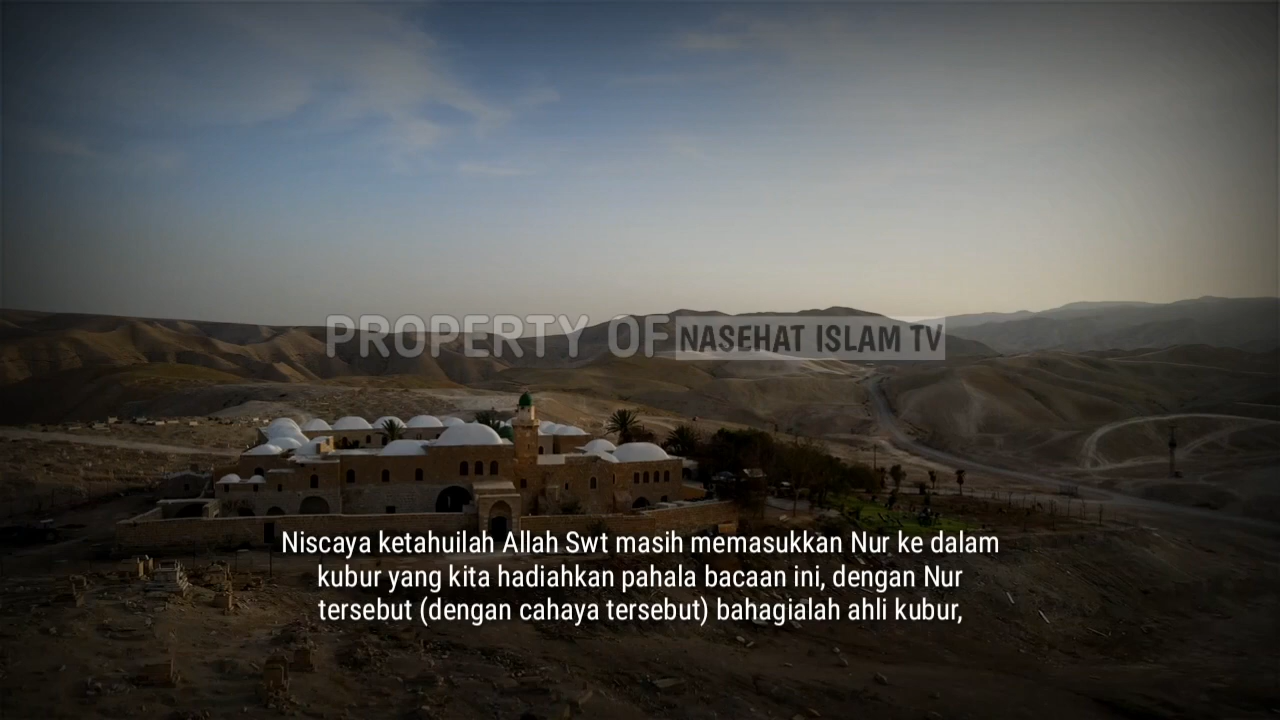 PROPERTY OF NASEHAT ISLAM TV
Niscaya ketahuilah Allah Swt masih memasukkan Nur ke dalam
kubur yang kita hadiahkan pahala bacaan ini, dengan Nur
tersebut (dengan cahaya tersebut) bahagialah ahli kubur,